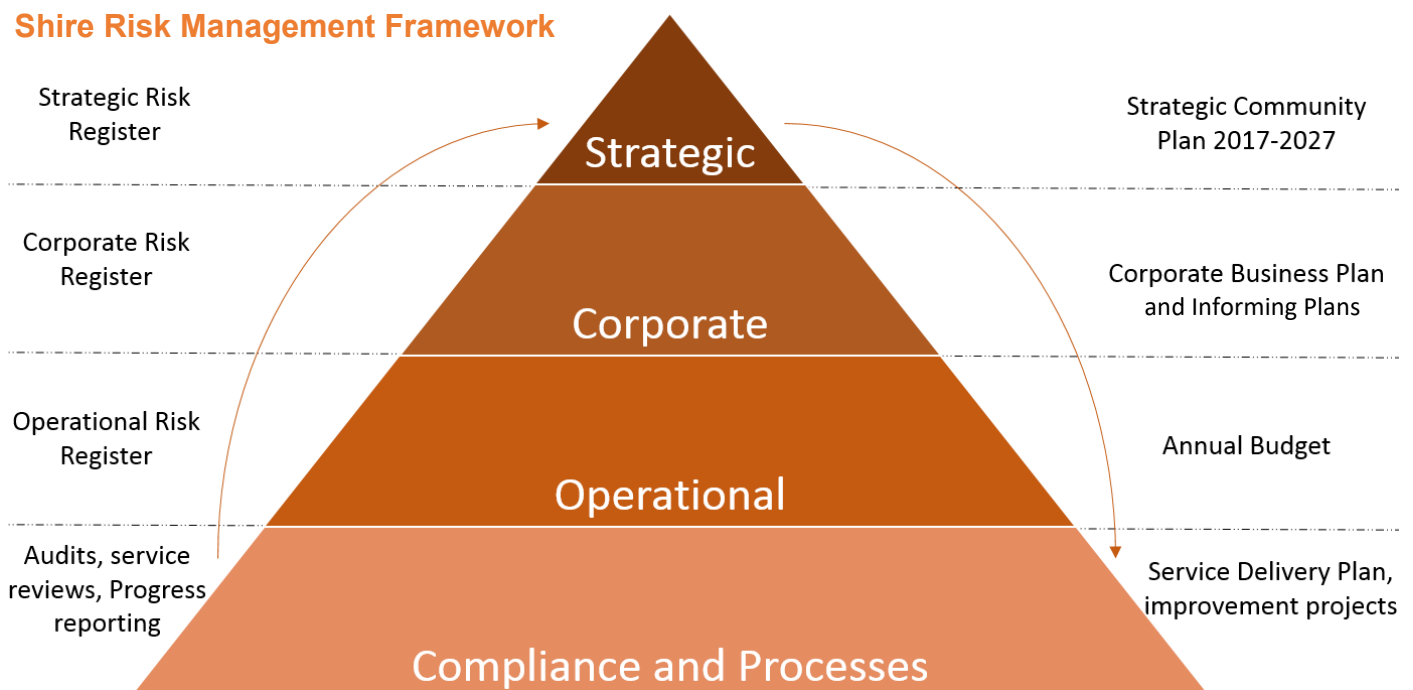 Shire Risk Management Framework
Strategic Risk
Register
Strategic
Strategic Community
Plan 2017-2027
Corporate Risk
Register
Corporate
Corporate Business Plan
and Informing Plans
Operational Risk
Register
Operational
Annual Budget
Audits, service
reviews, Progress
reporting
Compliance and Processes
Service Delivery Plan,
improvement projects